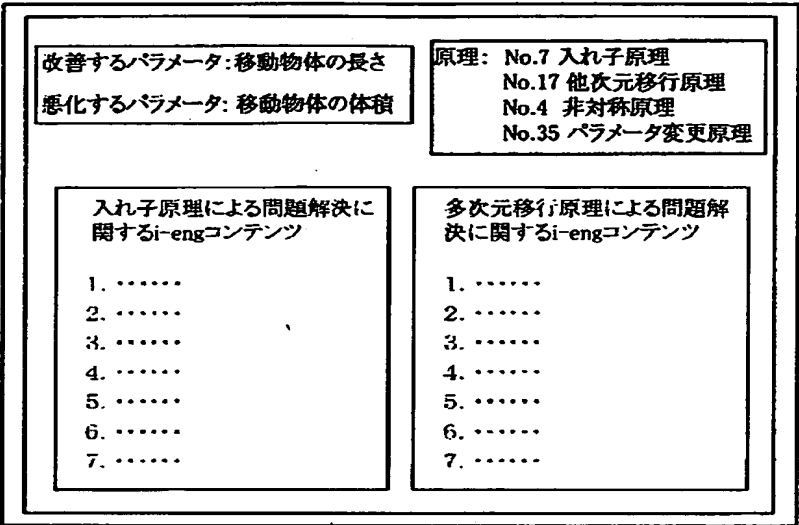 改善するパラメータ:移動物体の長さ
悪化するパラメータ: 移動物体の体積
原理: No.7 入れ子原理
No.17 他次元移行原理
No.4 非対称原理
No.35 パラメータ変更原理
入れ子原理による問題解決に
関するi-engコンテンツ
1. ······
2. ······
3. ······
4. ······
5. ······
6. ······
7. ······
多次元移行原理による問題解
決に関するi-engコンテンツ
1. ······
2. ······
3. ······
4. ······
5. ······
6. ······
7. ······